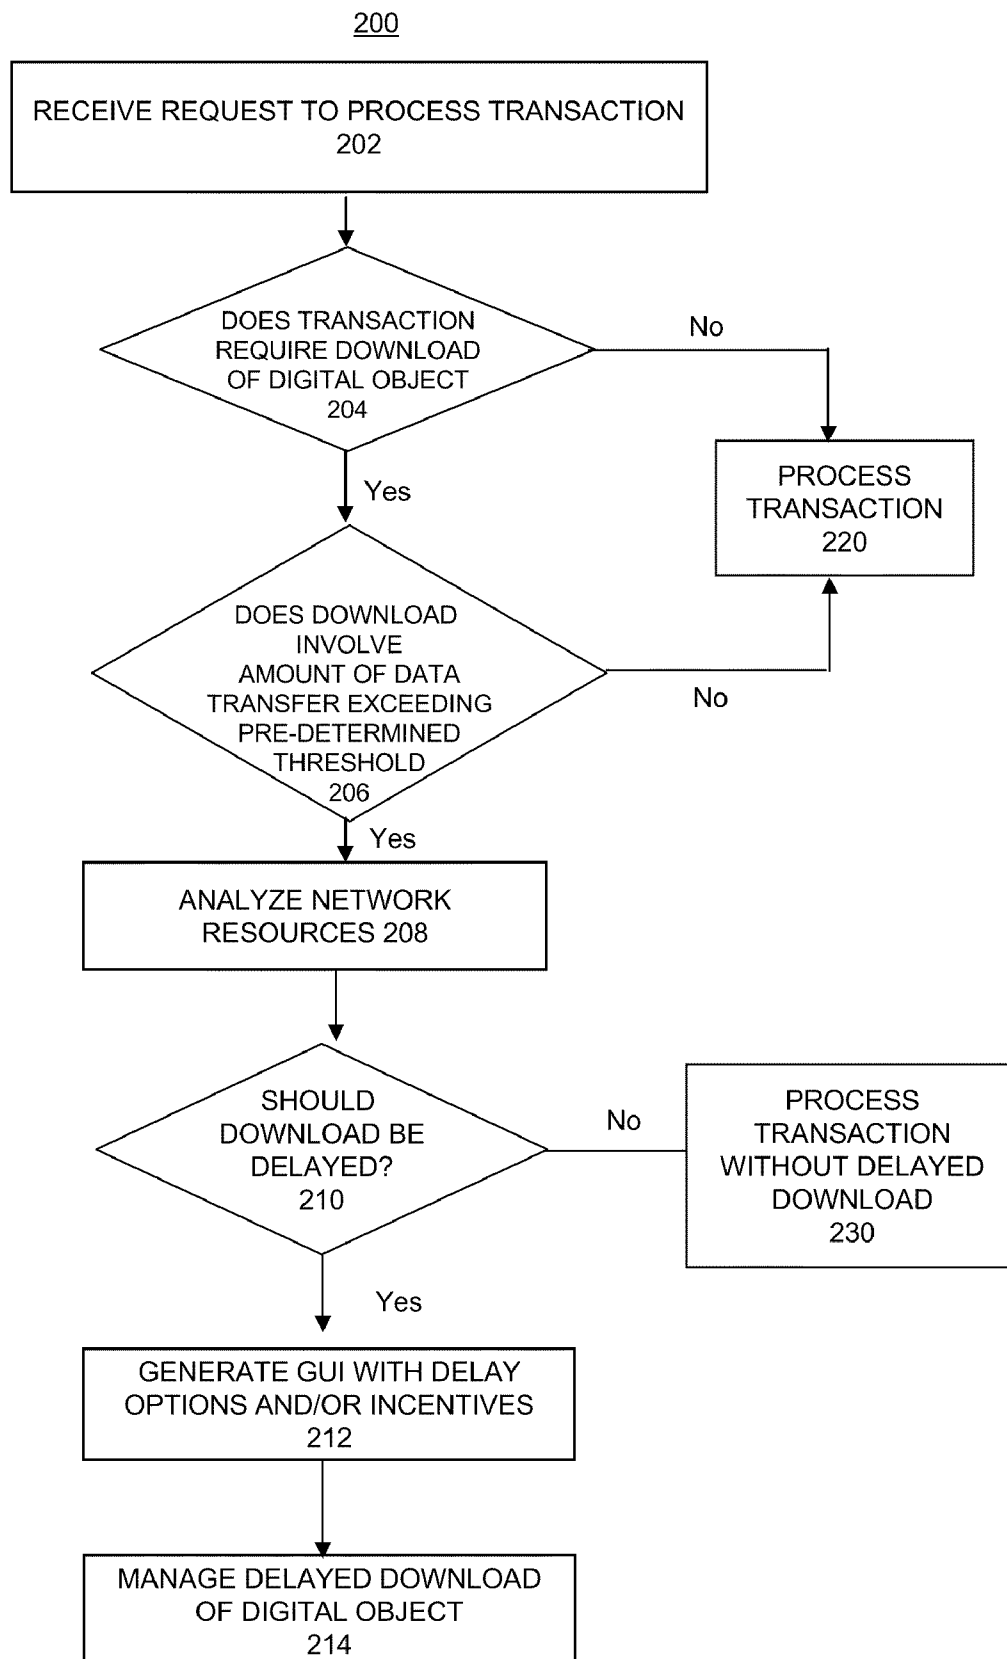 200
RECEIVE REQUEST TO PROCESS TRANSACTION
202
DOES TRANSACTION
REQUIRE DOWNLOAD
OF DIGITAL OBJECT
204
No
Yes
PROCESS
TRANSACTION
220
DOES DOWNLOAD
INVOLVE
AMOUNT OF DATA
TRANSFER EXCEEDING
PRE-DETERMINED
THRESHOLD
206
No
Yes
ANALYZE NETWORK
RESOURCES 208
SHOULD
DOWNLOAD BE
DELAYED?
210
No
PROCESS
TRANSACTION
WITHOUT DELAYED
DOWNLOAD
230
Yes
GENERATE GUI WITH DELAY
OPTIONS AND/OR INCENTIVES
212
MANAGE DELAYED DOWNLOAD
OF DIGITAL OBJECT
214